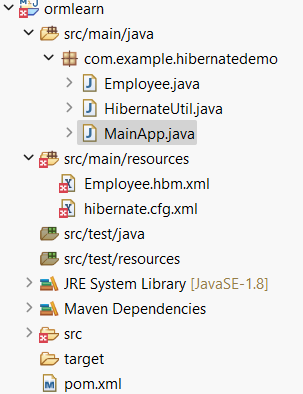 ormlearn
src/main/java
com.example.hibernatedemo
Employee.java
HibernateUtil.java
MainApp.java
src/main/resources
Employee.hbm.xml
hibernate.cfg.xml
src/test/java
src/test/resources
JRE System Library [JavaSE-1.8]
Maven Dependencies
src
target
pom.xml